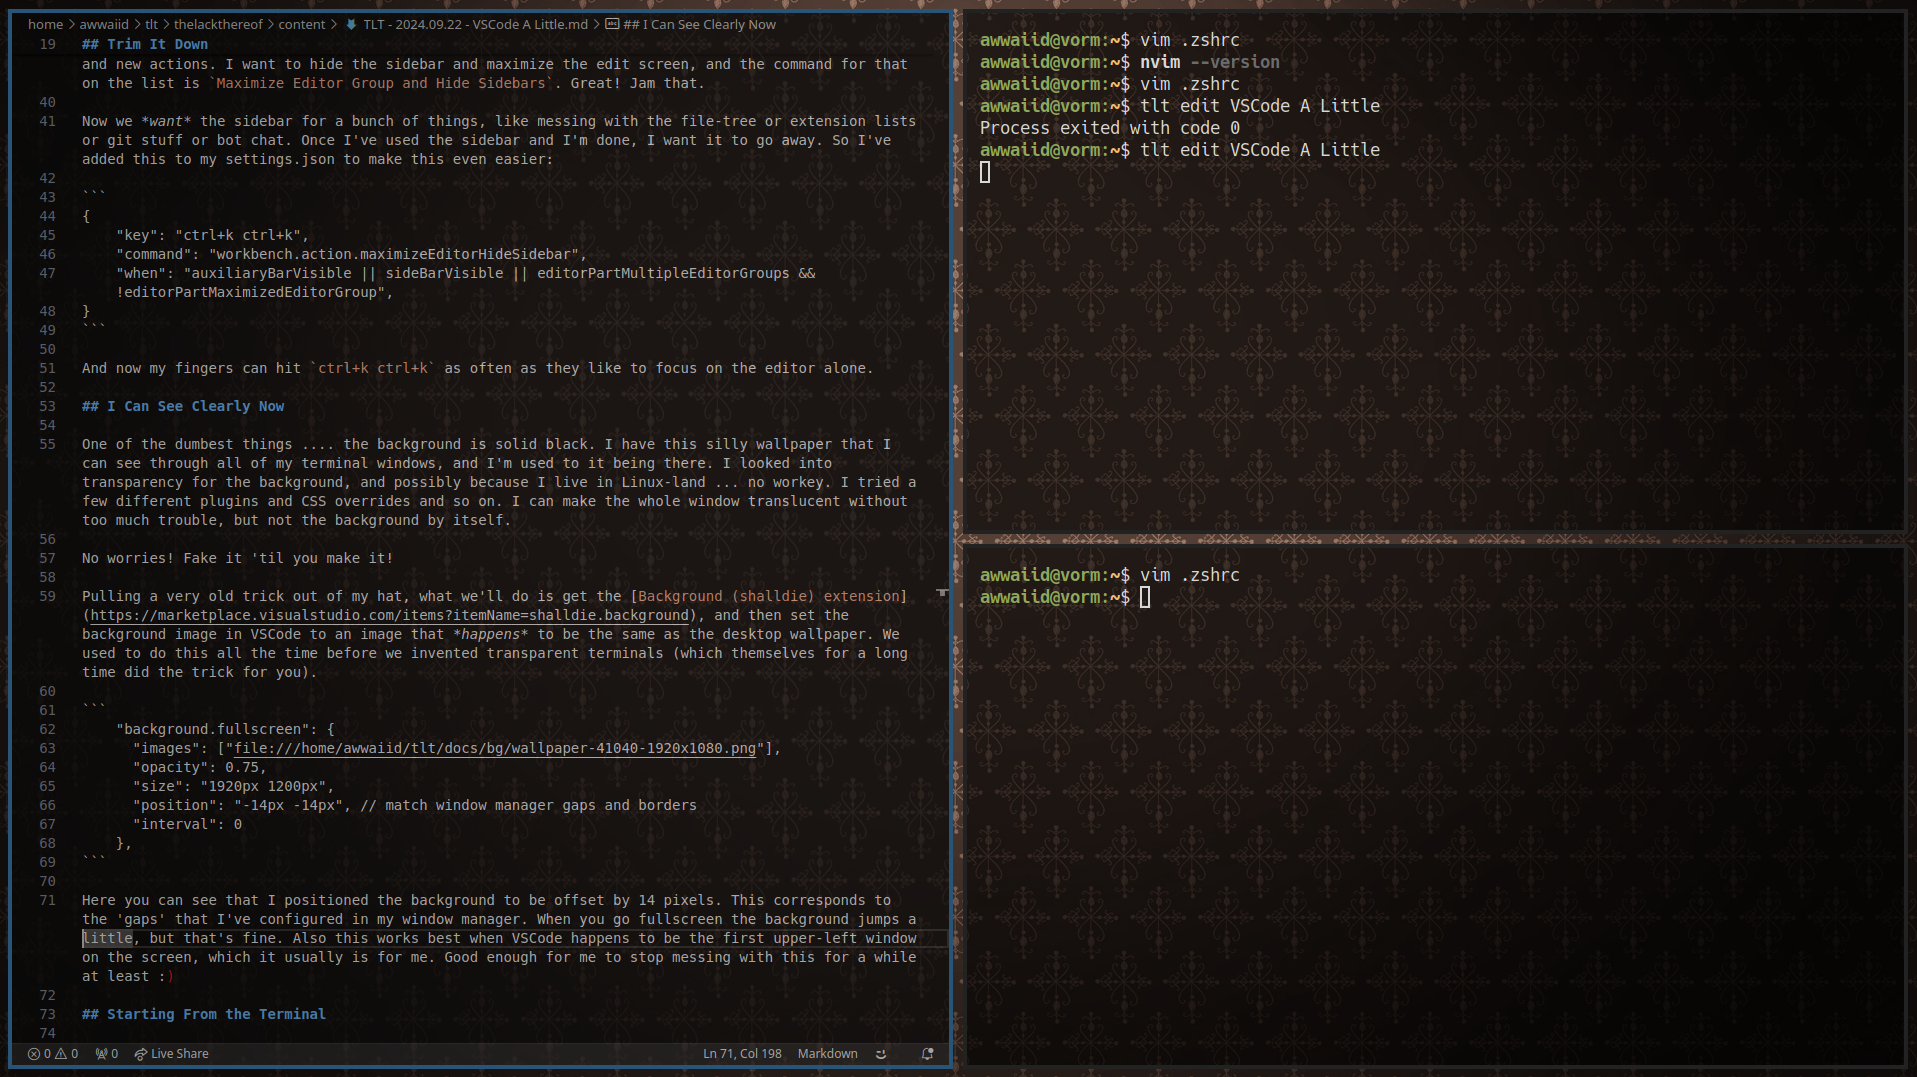 home > awwaiid > tlt > thelackthereof > content > TLT - 2024.09.22 - VSCode A Little.md > ## I Can See Clearly Now
19 ## Trim It Down
and new actions. I want to hide the sidebar and maximize the edit screen, and the command for that
on the list is `Maximize Editor Group and Hide Sidebars`. Great! Jam that.
40
41 Now we *want* the sidebar for a bunch of things, like messing with the file-tree or extension lists
or git stuff or bot chat. Once I've used the sidebar and I'm done, I want it to go away. So I've
added this to my settings.json to make this even easier:
42
43 ```
44 {
45 "key": "ctrl+k ctrl+k",
46 "command": "workbench.action.maximizeEditorHideSidebar",
47 "when": "auxiliaryBarVisible || sideBarVisible || editorPartMultipleEditorGroups &&
!editorPartMaximizedEditorGroup",
48 }
49 ```
50
51 And now my fingers can hit `ctrl+k ctrl+k` as often as they like to focus on the editor alone.
52
53 ## I Can See Clearly Now
54
55 One of the dumbest things .... the background is solid black. I have this silly wallpaper that I
can see through all of my terminal windows, and I'm used to it being there. I looked into
transparency for the background, and possibly because I live in Linux-land ... no workey. I tried a
few different plugins and CSS overrides and so on. I can make the whole window translucent without
too much trouble, but not the background by itself.
56
57 No worries! Fake it 'til you make it!
58
59 Pulling a very old trick out of my hat, what we'll do is get the [Background (shalldie) extension]
(https://marketplace.visualstudio.com/items?itemName=shalldie.background), and then set the
background image in VSCode to an image that *happens* to be the same as the desktop wallpaper. We
used to do this all the time before we invented transparent terminals (which themselves for a long
time did the trick for you).
60
61 ```
62 "background.fullscreen": {
63 "images": ["file:///home/awwaiid/tlt/docs/bg/wallpaper-41040-1920x1080.png"],
64 "opacity": 0.75,
65 "size": "1920px 1200px",
66 "position": "-14px -14px", // match window manager gaps and borders
67 "interval": 0
68 },
69 ```
70
71 Here you can see that I positioned the background to be offset by 14 pixels. This corresponds to
the 'gaps' that I've configured in my window manager. When you go fullscreen the background jumps a
little, but that's fine. Also this works best when VSCode happens to be the first upper-left window
on the screen, which it usually is for me. Good enough for me to stop messing with this for a while
at least :)
72
73 ## Starting From the Terminal
74
0 0 0 Live Share Ln 71, Col 198 Markdown
awwaiid@vorm:~$ vim .zshrc
awwaiid@vorm:~$ nvim --version
awwaiid@vorm:~$ vim .zshrc
awwaiid@vorm:~$ tlt edit VSCode A Little
Process exited with code 0
awwaiid@vorm:~$ tlt edit VSCode A Little
awwaiid@vorm:~$ vim .zshrc
awwaiid@vorm:~$